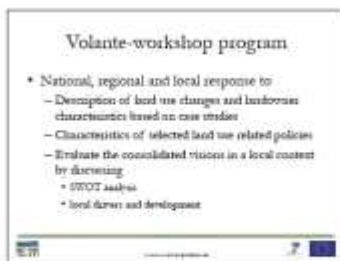 Volante-workshop program
• National, regional and local response to
– Description of land use changes and landowner
characteristics based on case studies
– Characteristics of selected land use related policies
– Evaluate the consolidated visions in a local context
by discussing
• SWOT analysis
• local drivers and development